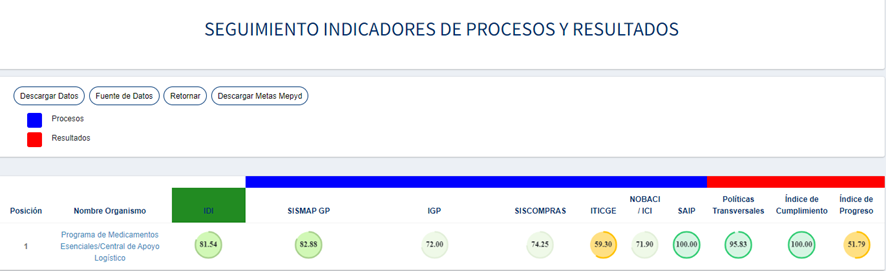 SEGUIMIENTO INDICADORES DE PROCESOS Y RESULTADOS
Descargar Datos
Fuente de Datos
Retornar
Descargar Metas Mepyd
Procesos
Resultados
Posición
Nombre Organismo
IDI
SISMAP GP
IGP
SISCOMPRAS
ITICGE
NOBACI
/ ICI
SAIP
Políticas
Transversales
Índice de
Cumplimiento
Índice de
Progreso
1
Programa de Medicamentos
Esenciales/Central de Apoyo
Logístico
81.54
82.88
72.00
74.25
59.30
71.90
100.00
95.83
100.00
51.79